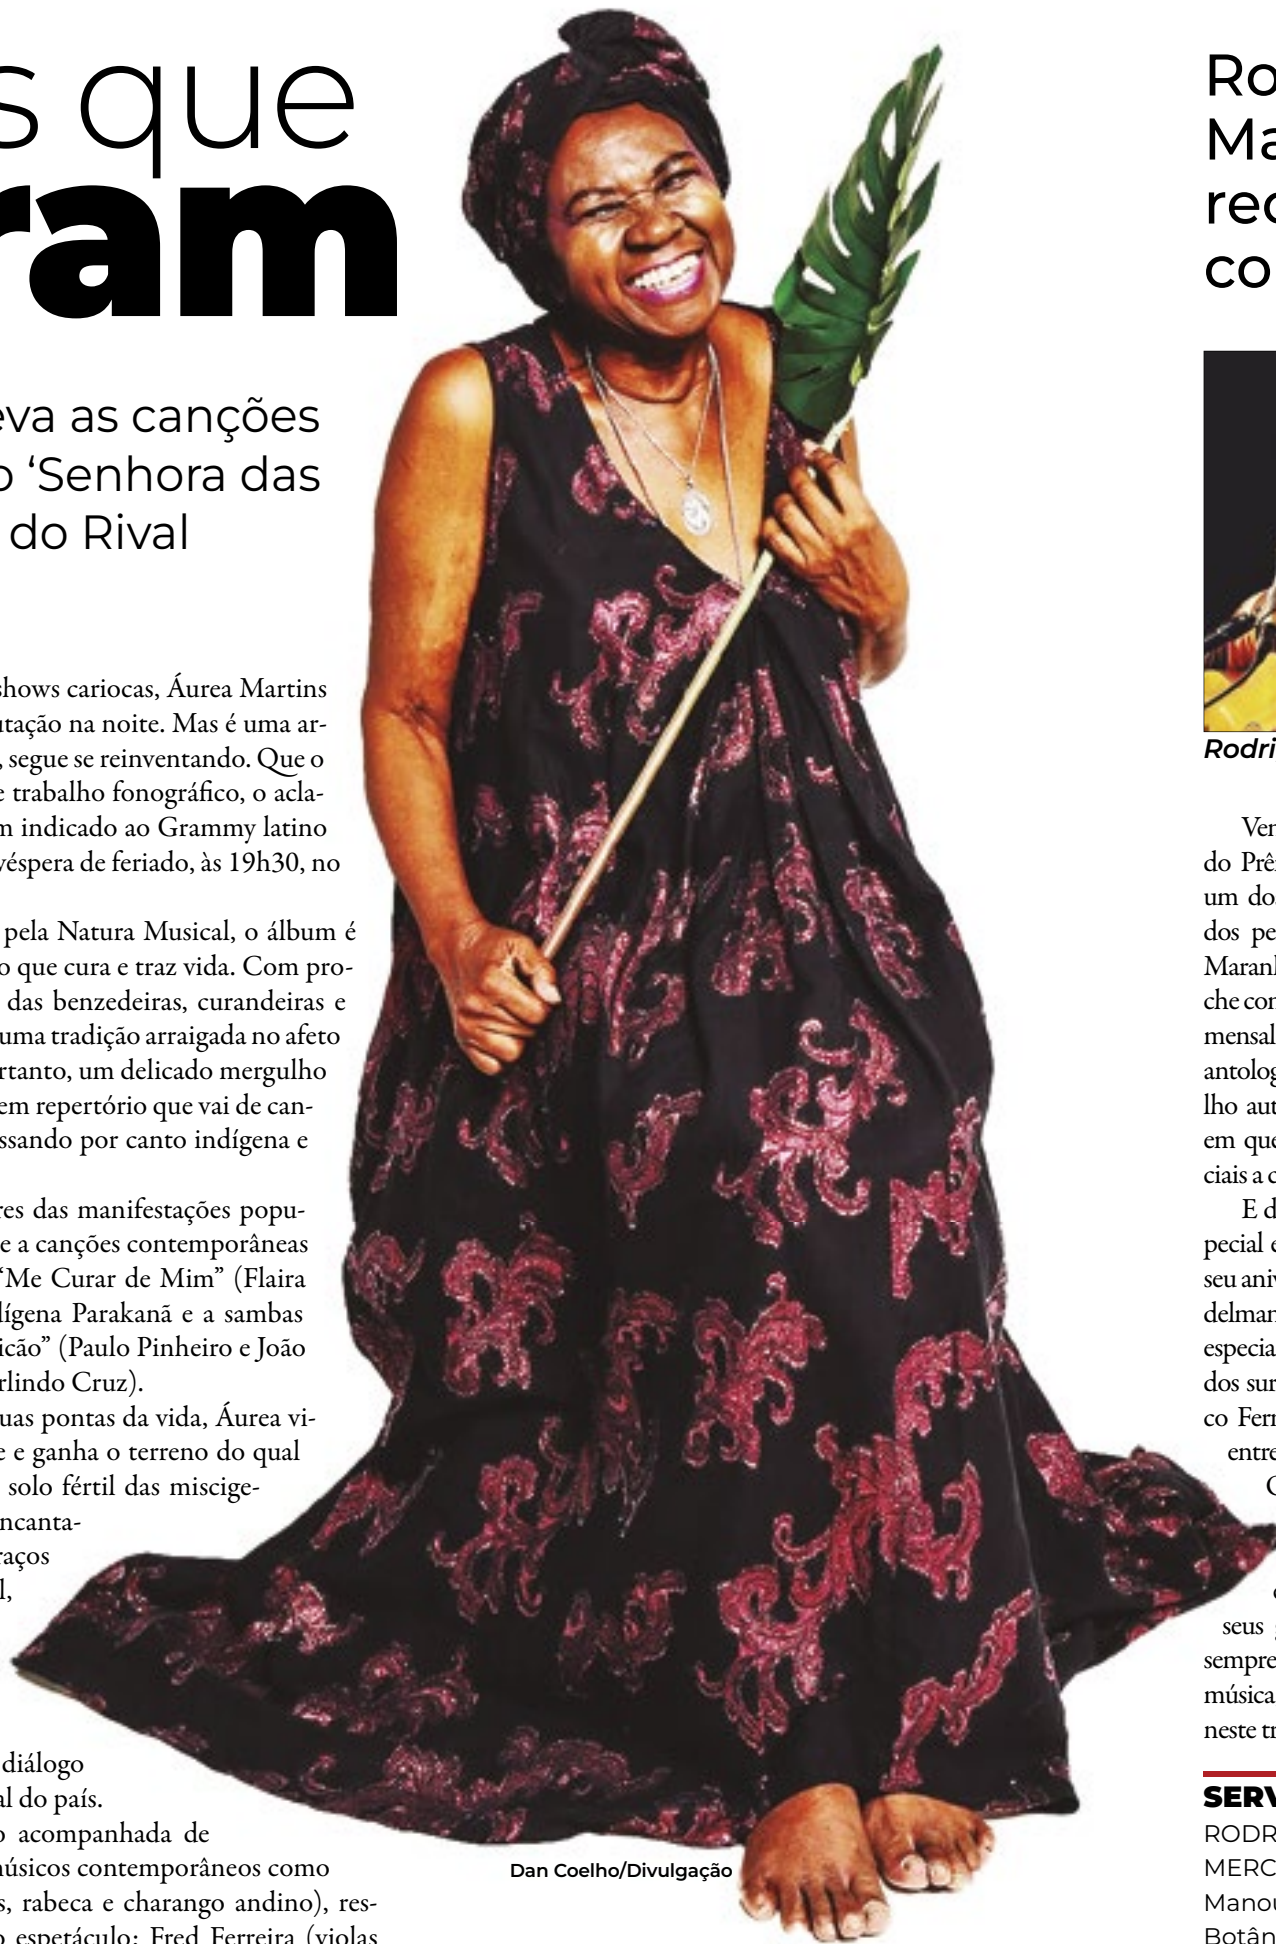 s que
ram
eva as canções
o ‘Senhora das
do Rival
shows cariocas, Áurea Martins
utação na noite. Mas é uma ar-
, segue se reinventando. Que o
e trabalho fonográfico, o acla-
m indicado ao Grammy latino
véspera de feriado, às 19h30, no
pela Natura Musical, o álbum é
o que cura e traz vida. Com pro-
das benzedeiras, curandeiras e
uma tradição arraigada no afeto
rtanto, um delicado mergulho
em repertório que vai de can-
ssando por canto indígena e
res das manifestações popu-
e a canções contemporâneas
“Me Curar de Mim” (Flaira
dígena Parakanã e a sambas
icão” (Paulo Pinheiro e João
rlindo Cruz).
uas pontas da vida, Áurea vi-
e e ganha o terreno do qual
solo fértil das miscige-
ncanta-
raços
l,
diálogo
al do país.
o acompanhada de
músicos contemporâneos como
s, rabeca e charango andino), res-
o espetáculo; Fred Ferreira (violas
Dan Coelho/Divulgação
Ro
Ma
rec
co
Rodri
Ven
do Prê
um dos
dos pe
Maranh
che con
mensal
antolog
lho aut
em que
ciais a c
E d
pecial e
seu aniv
delman
especia
dos sur
co Ferr
entre
seus g
sempre
música
neste tr
SERV
RODR
MERC
Manou
Botân